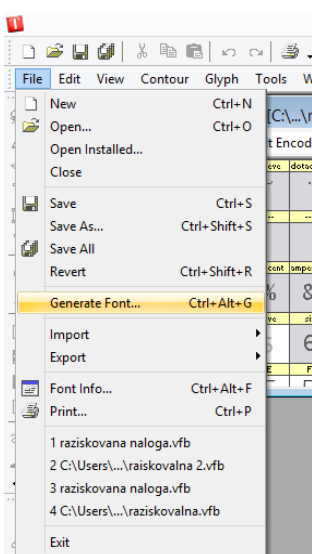 File Edit View Contour Glyph Tools
New Ctrl+N
Open... Ctrl+O
Open Installed...
Close
Save Ctrl+S
Save As... Ctrl+Shift+S
Save All
Revert Ctrl+Shift+R
Generate Font... Ctrl+Alt+G
Import
Export
Font Info... Ctrl+Alt+F
Print... Ctrl+P
1 raziskovana naloga.vfb
2 C:\Users\...\raiskovalna 2.vfb
3 raziskovana naloga.vfb
4 C:\Users\...\raziskovalna.vfb
Exit